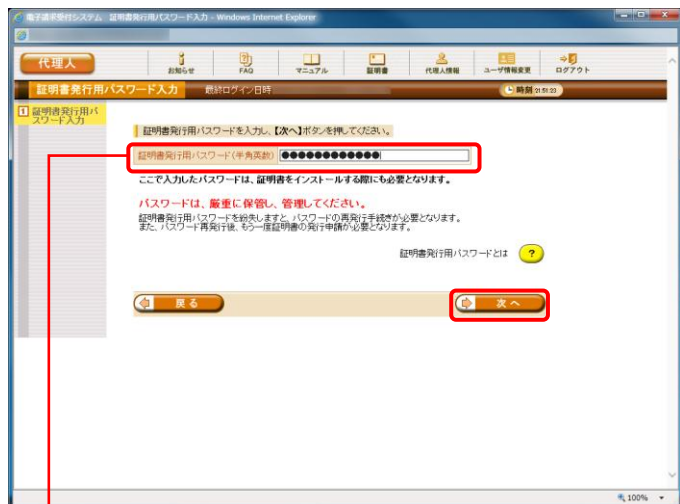 電子請求受付システム 証明書発行用パスワード入力 - Windows Internet Explorer
代理人
お知らせ
FAQ
マニュアル
証明書
代理人情報
ユーザ情報変更
ログアウト
証明書発行用パスワード入力
最終ログイン日時
時刻 21:51:23
1 証明書発行用パ
スワード入力
証明書発行用パスワードを入力し、【次へ】ボタンを押してください。
証明書発行用パスワード(半角英数) ●●●●●●●●●●●●
ここで入力したパスワードは、証明書をインストールする際にも必要となります。
パスワードは、厳重に保管し、管理してください。
証明書発行用パスワードを紛失しますと、パスワードの再発行手続きが必要となります。
また、パスワード再発行後、もう一度証明書の発行申請が必要となります。
証明書発行用パスワードとは ?
戻る
次へ
100%